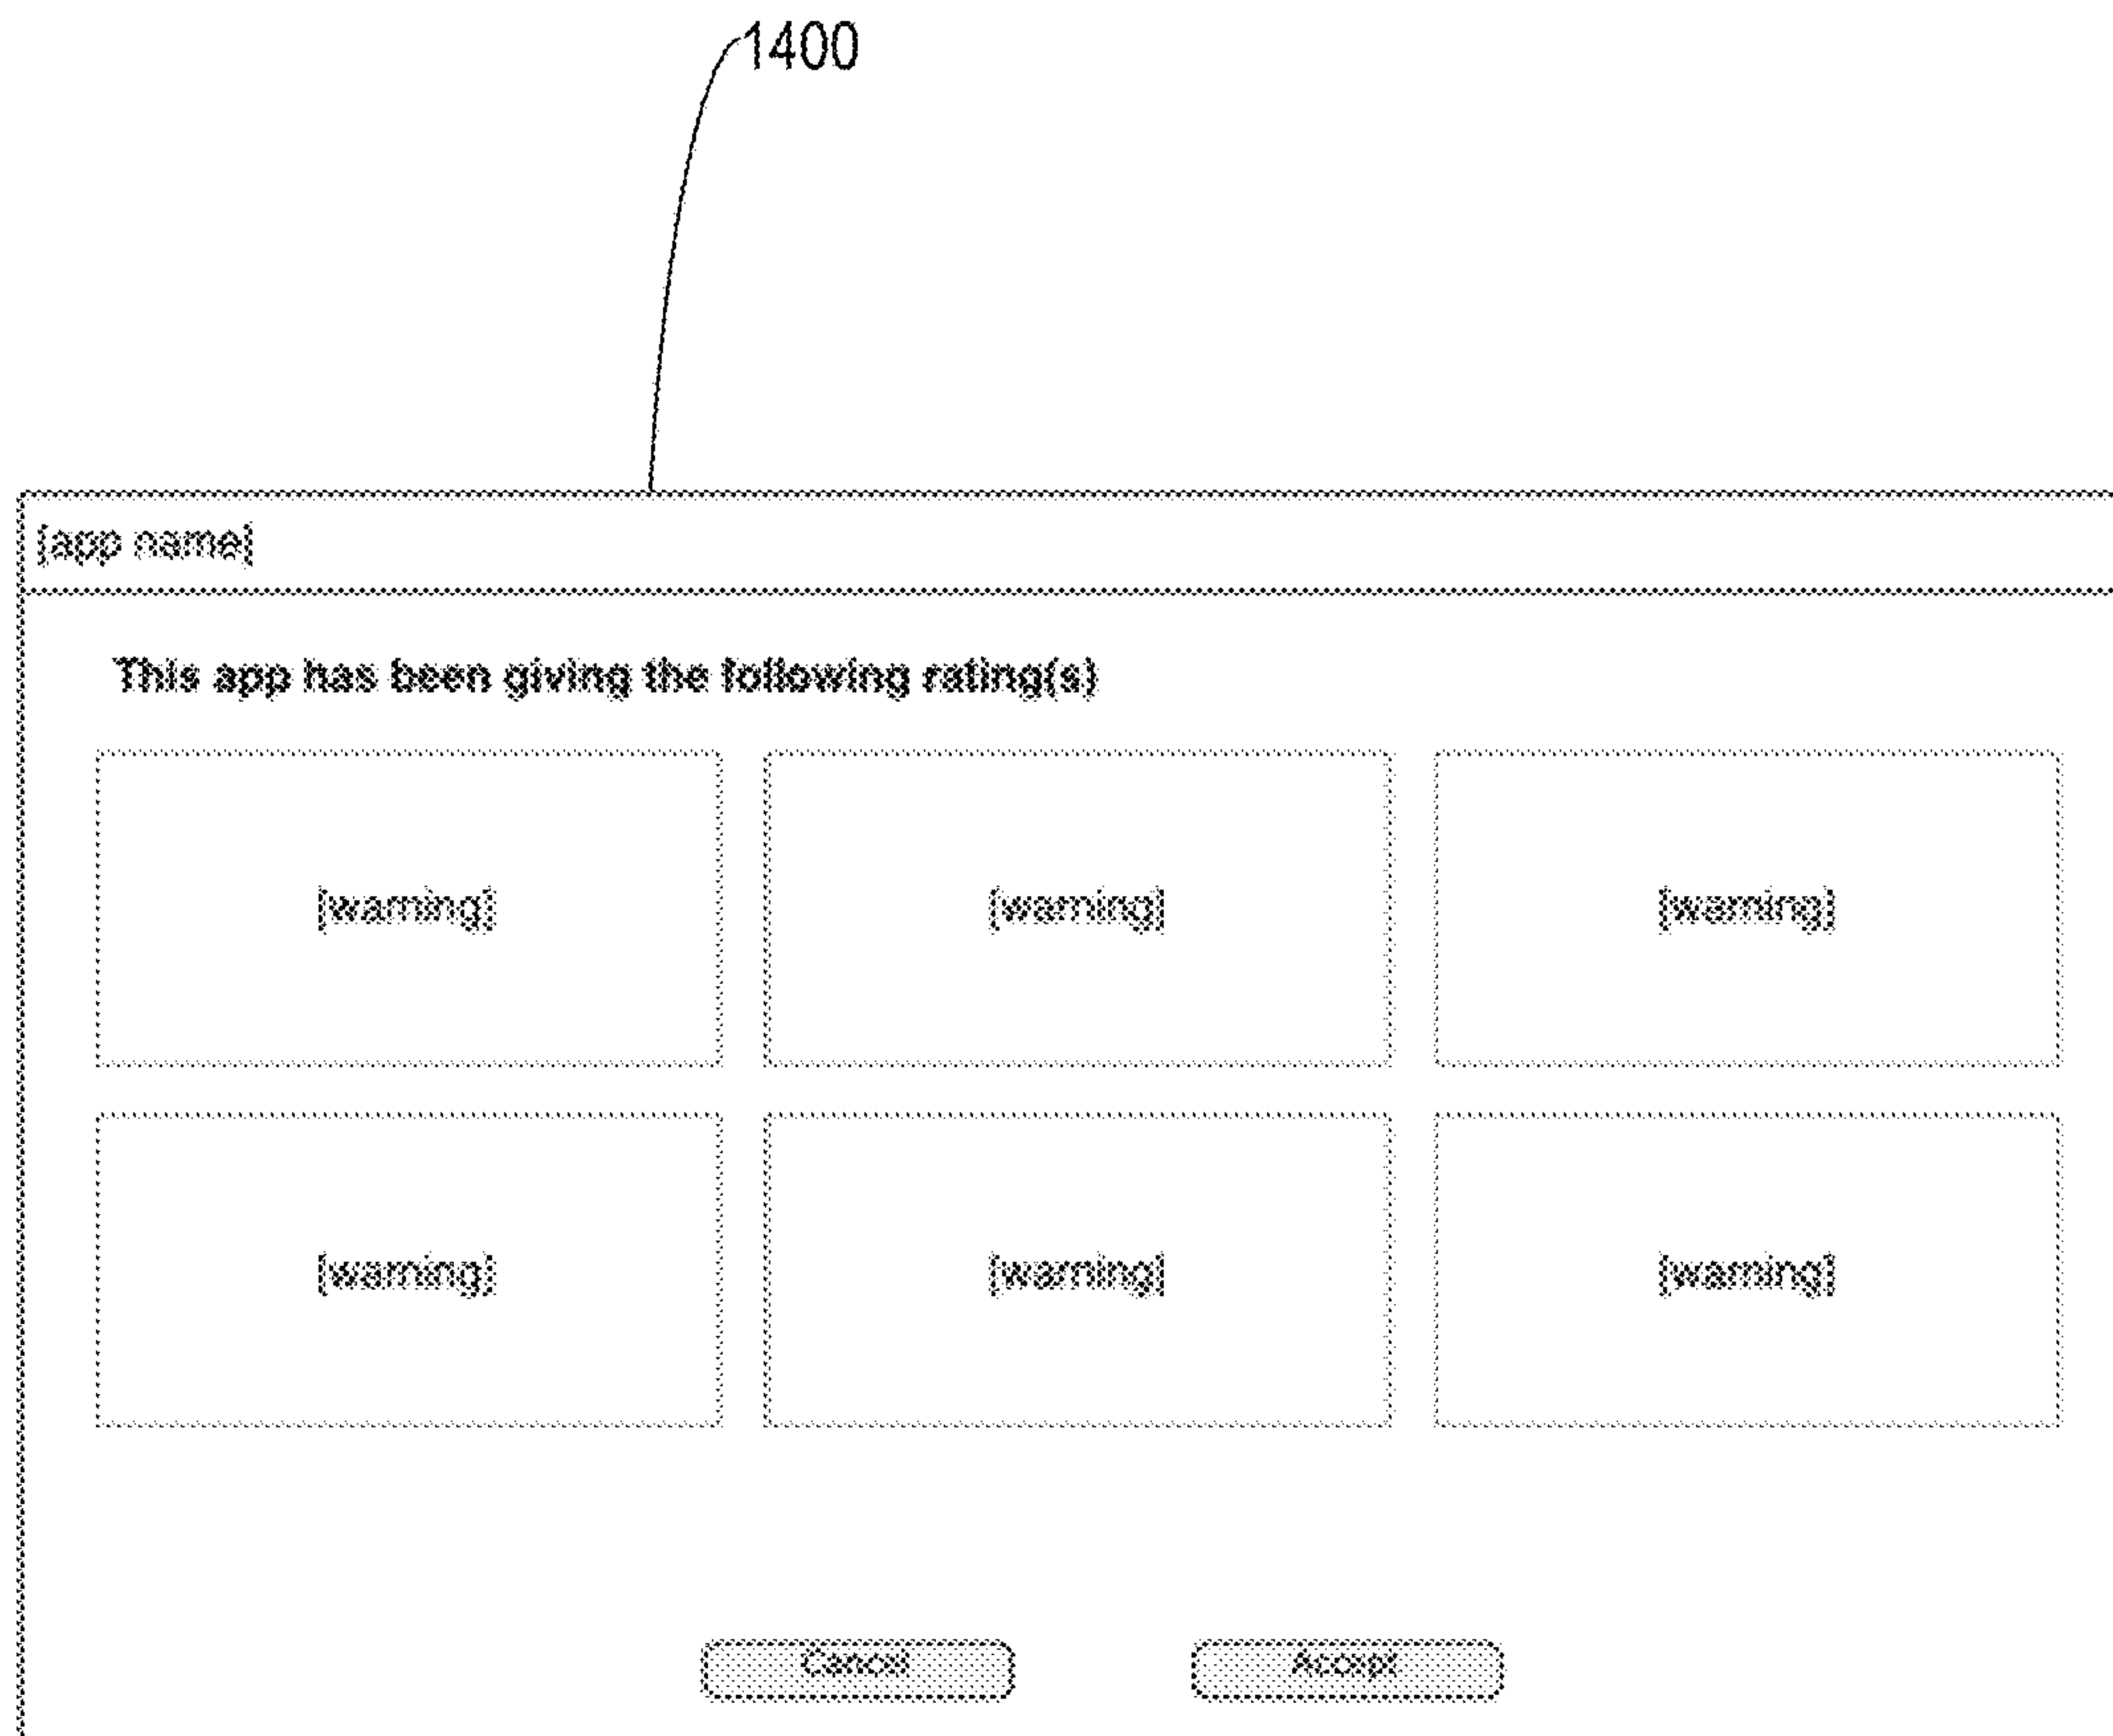 1400
[app name]
This app has been giving the following rating(s)
[warning] [warning] [warning]
[warning] [warning] [warning]
Cancel Accept